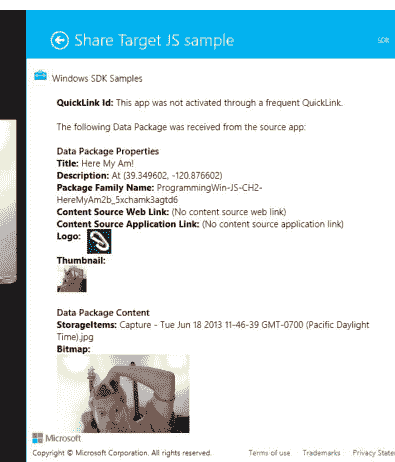 Share Target JS sample
SDK
Windows SDK Samples
QuickLink Id: This app was not activated through a frequent QuickLink.
The following Data Package was received from the source app:
Data Package Properties
Title: Here My Am!
Description: At (39.349602, -120.876602)
Package Family Name: ProgrammingWin-JS-CH2-
HereMyAm2b_5xchamk3agtd6
Content Source Web Link: (No content source web link)
Content Source Application Link: (No content source application link)
Logo:
Thumbnail:
Data Package Content
StorageItems: Capture - Tue Jun 18 2013 11-46-39 GMT-0700 (Pacific Daylight
Time).jpg
Bitmap:
Microsoft
Copyright © Microsoft Corporation. All rights reserved. Terms of use Trademarks Privacy State